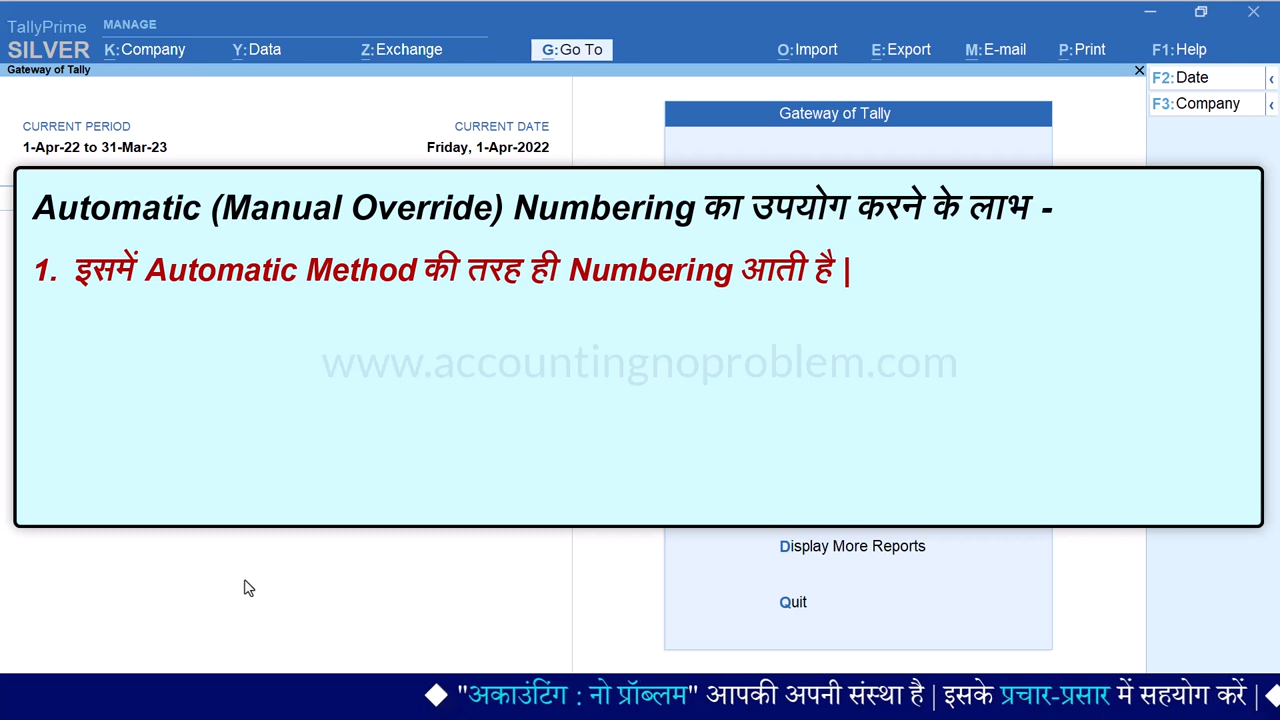 TallyPrime
SILVER
MANAGE
K:Company Y:Data Z:Exchange G:Go To O:Import E:Export M:E-mail P:Print F1:Help
Gateway of Tally
F2:Date
F3:Company
CURRENT PERIOD CURRENT DATE
1-Apr-22 to 31-Mar-23 Friday, 1-Apr-2022
Gateway of Tally
Automatic (Manual Override) Numbering का उपयोग करने के लाभ -
1. इसमें Automatic Method की तरह ही Numbering आती है |
www.accountingnoproblem.com
Display More Reports
Quit
◆ "अकाउंटिंग : नो प्रॉब्लम" आपकी अपनी संस्था है | इसके प्रचार-प्रसार में सहयोग करें | ◆